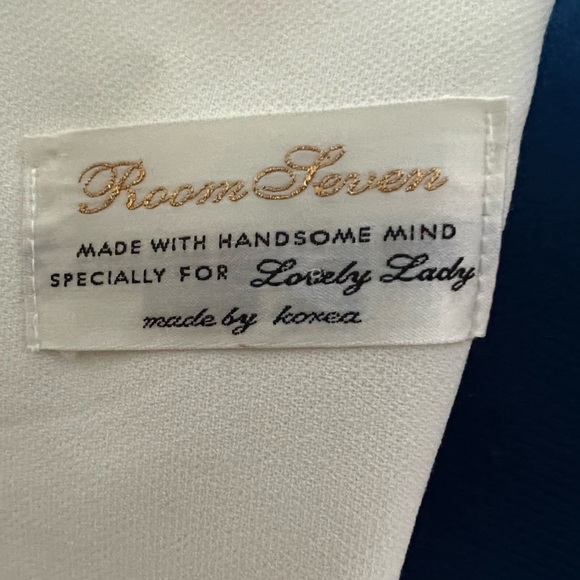 Room Seven
MADE WITH HANDSOME MIND
SPECIALLY FOR Lovely Lady
made by korea